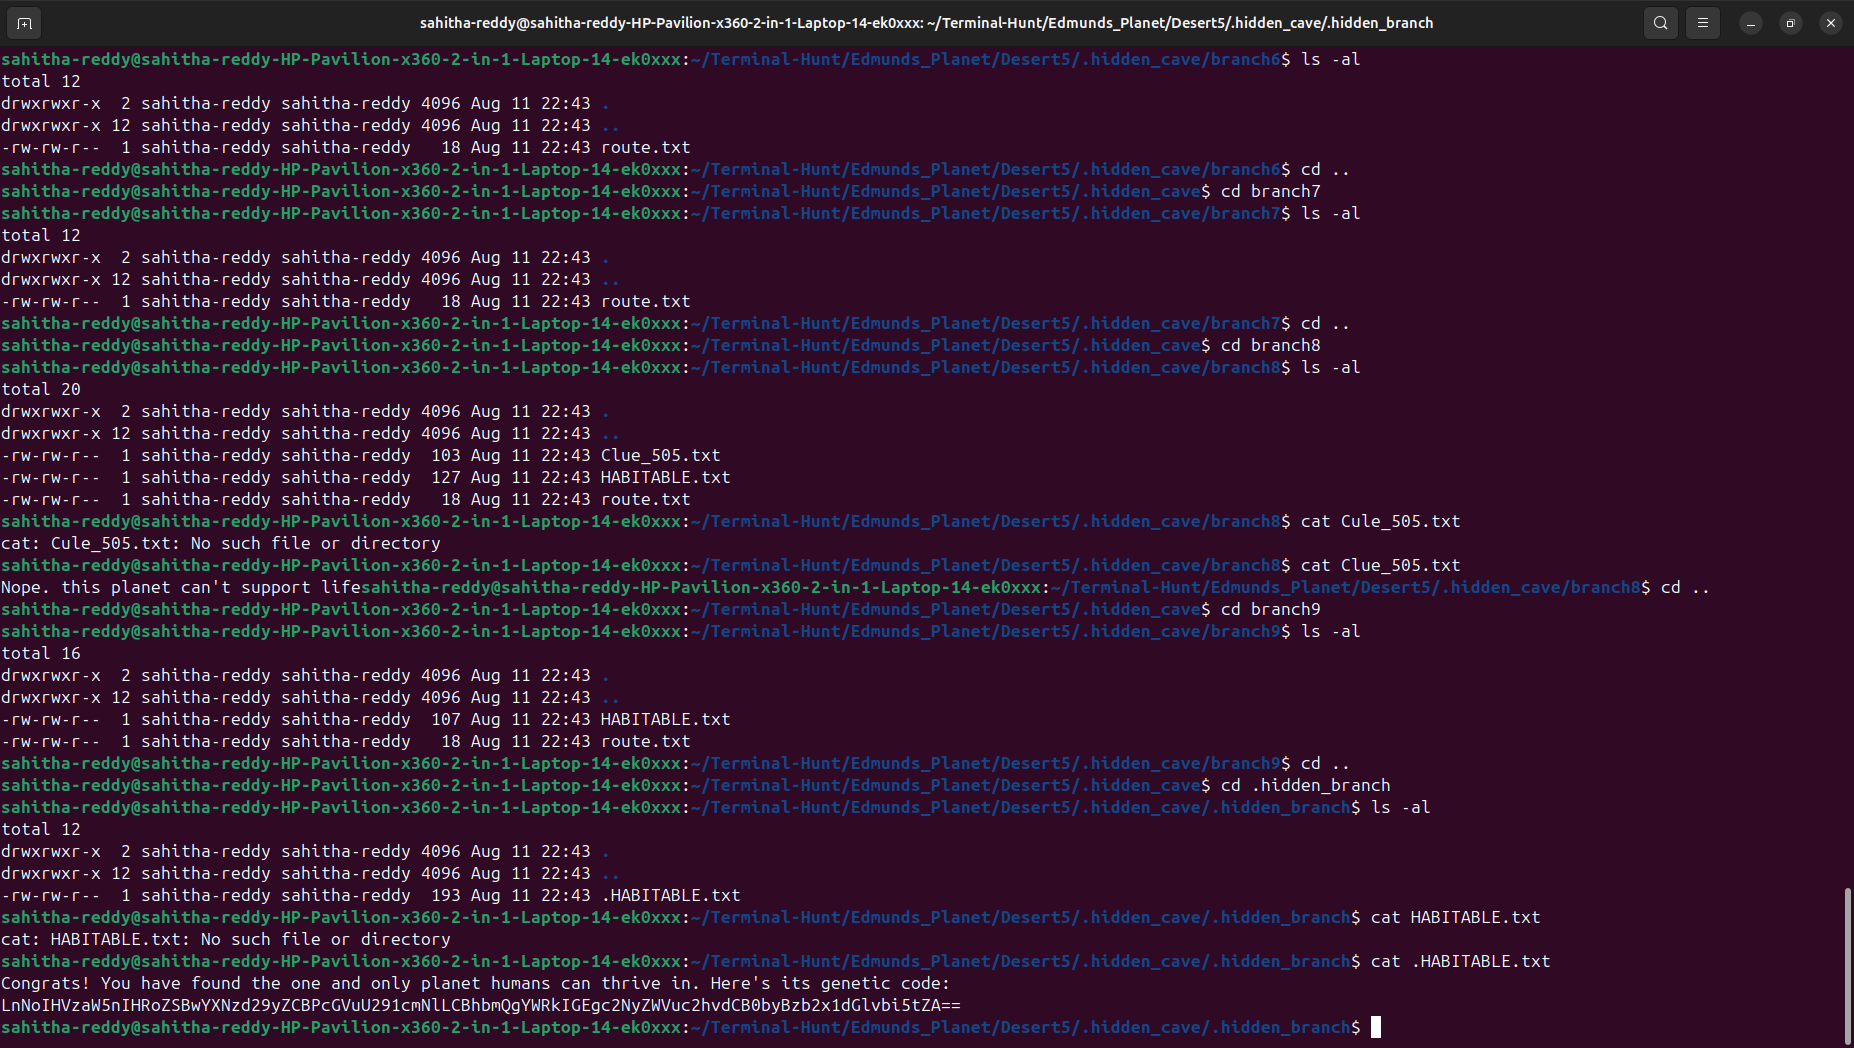 sahitha-reddy@sahitha-reddy-HP-Pavilion-x360-2-in-1-Laptop-14-ek0xxx: ~/Terminal-Hunt/Edmunds_Planet/Desert5/.hidden_cave/.hidden_branch
sahitha-reddy@sahitha-reddy-HP-Pavilion-x360-2-in-1-Laptop-14-ek0xxx:~/Terminal-Hunt/Edmunds_Planet/Desert5/.hidden_cave/branch6$ ls -al
total 12
drwxrwxr-x  2 sahitha-reddy sahitha-reddy 4096 Aug 11 22:43 .
drwxrwxr-x 12 sahitha-reddy sahitha-reddy 4096 Aug 11 22:43 ..
-rw-rw-r--  1 sahitha-reddy sahitha-reddy   18 Aug 11 22:43 route.txt
sahitha-reddy@sahitha-reddy-HP-Pavilion-x360-2-in-1-Laptop-14-ek0xxx:~/Terminal-Hunt/Edmunds_Planet/Desert5/.hidden_cave/branch6$ cd ..
sahitha-reddy@sahitha-reddy-HP-Pavilion-x360-2-in-1-Laptop-14-ek0xxx:~/Terminal-Hunt/Edmunds_Planet/Desert5/.hidden_cave$ cd branch7
sahitha-reddy@sahitha-reddy-HP-Pavilion-x360-2-in-1-Laptop-14-ek0xxx:~/Terminal-Hunt/Edmunds_Planet/Desert5/.hidden_cave/branch7$ ls -al
total 12
drwxrwxr-x  2 sahitha-reddy sahitha-reddy 4096 Aug 11 22:43 .
drwxrwxr-x 12 sahitha-reddy sahitha-reddy 4096 Aug 11 22:43 ..
-rw-rw-r--  1 sahitha-reddy sahitha-reddy   18 Aug 11 22:43 route.txt
sahitha-reddy@sahitha-reddy-HP-Pavilion-x360-2-in-1-Laptop-14-ek0xxx:~/Terminal-Hunt/Edmunds_Planet/Desert5/.hidden_cave/branch7$ cd ..
sahitha-reddy@sahitha-reddy-HP-Pavilion-x360-2-in-1-Laptop-14-ek0xxx:~/Terminal-Hunt/Edmunds_Planet/Desert5/.hidden_cave$ cd branch8
sahitha-reddy@sahitha-reddy-HP-Pavilion-x360-2-in-1-Laptop-14-ek0xxx:~/Terminal-Hunt/Edmunds_Planet/Desert5/.hidden_cave/branch8$ ls -al
total 20
drwxrwxr-x  2 sahitha-reddy sahitha-reddy 4096 Aug 11 22:43 .
drwxrwxr-x 12 sahitha-reddy sahitha-reddy 4096 Aug 11 22:43 ..
-rw-rw-r--  1 sahitha-reddy sahitha-reddy  103 Aug 11 22:43 Clue_505.txt
-rw-rw-r--  1 sahitha-reddy sahitha-reddy  127 Aug 11 22:43 HABITABLE.txt
-rw-rw-r--  1 sahitha-reddy sahitha-reddy   18 Aug 11 22:43 route.txt
sahitha-reddy@sahitha-reddy-HP-Pavilion-x360-2-in-1-Laptop-14-ek0xxx:~/Terminal-Hunt/Edmunds_Planet/Desert5/.hidden_cave/branch8$ cat Cule_505.txt
cat: Cule_505.txt: No such file or directory
sahitha-reddy@sahitha-reddy-HP-Pavilion-x360-2-in-1-Laptop-14-ek0xxx:~/Terminal-Hunt/Edmunds_Planet/Desert5/.hidden_cave/branch8$ cat Clue_505.txt
Nope. this planet can't support lifesahitha-reddy@sahitha-reddy-HP-Pavilion-x360-2-in-1-Laptop-14-ek0xxx:~/Terminal-Hunt/Edmunds_Planet/Desert5/.hidden_cave/branch8$ cd ..
sahitha-reddy@sahitha-reddy-HP-Pavilion-x360-2-in-1-Laptop-14-ek0xxx:~/Terminal-Hunt/Edmunds_Planet/Desert5/.hidden_cave$ cd branch9
sahitha-reddy@sahitha-reddy-HP-Pavilion-x360-2-in-1-Laptop-14-ek0xxx:~/Terminal-Hunt/Edmunds_Planet/Desert5/.hidden_cave/branch9$ ls -al
total 16
drwxrwxr-x  2 sahitha-reddy sahitha-reddy 4096 Aug 11 22:43 .
drwxrwxr-x 12 sahitha-reddy sahitha-reddy 4096 Aug 11 22:43 ..
-rw-rw-r--  1 sahitha-reddy sahitha-reddy  107 Aug 11 22:43 HABITABLE.txt
-rw-rw-r--  1 sahitha-reddy sahitha-reddy   18 Aug 11 22:43 route.txt
sahitha-reddy@sahitha-reddy-HP-Pavilion-x360-2-in-1-Laptop-14-ek0xxx:~/Terminal-Hunt/Edmunds_Planet/Desert5/.hidden_cave/branch9$ cd ..
sahitha-reddy@sahitha-reddy-HP-Pavilion-x360-2-in-1-Laptop-14-ek0xxx:~/Terminal-Hunt/Edmunds_Planet/Desert5/.hidden_cave$ cd .hidden_branch
sahitha-reddy@sahitha-reddy-HP-Pavilion-x360-2-in-1-Laptop-14-ek0xxx:~/Terminal-Hunt/Edmunds_Planet/Desert5/.hidden_cave/.hidden_branch$ ls -al
total 12
drwxrwxr-x  2 sahitha-reddy sahitha-reddy 4096 Aug 11 22:43 .
drwxrwxr-x 12 sahitha-reddy sahitha-reddy 4096 Aug 11 22:43 ..
-rw-rw-r--  1 sahitha-reddy sahitha-reddy  193 Aug 11 22:43 .HABITABLE.txt
sahitha-reddy@sahitha-reddy-HP-Pavilion-x360-2-in-1-Laptop-14-ek0xxx:~/Terminal-Hunt/Edmunds_Planet/Desert5/.hidden_cave/.hidden_branch$ cat HABITABLE.txt
cat: HABITABLE.txt: No such file or directory
sahitha-reddy@sahitha-reddy-HP-Pavilion-x360-2-in-1-Laptop-14-ek0xxx:~/Terminal-Hunt/Edmunds_Planet/Desert5/.hidden_cave/.hidden_branch$ cat .HABITABLE.txt
Congrats! You have found the one and only planet humans can thrive in. Here's its genetic code:
LnNoIHVzaW5nIHRoZSBwYXNzd29yZCBPcGVuU291cmNlLCBhbmQgYWRkIGEgc2NyZWVuc2hvdCB0byBzb2x1dGlvbi5tZA==
sahitha-reddy@sahitha-reddy-HP-Pavilion-x360-2-in-1-Laptop-14-ek0xxx:~/Terminal-Hunt/Edmunds_Planet/Desert5/.hidden_cave/.hidden_branch$